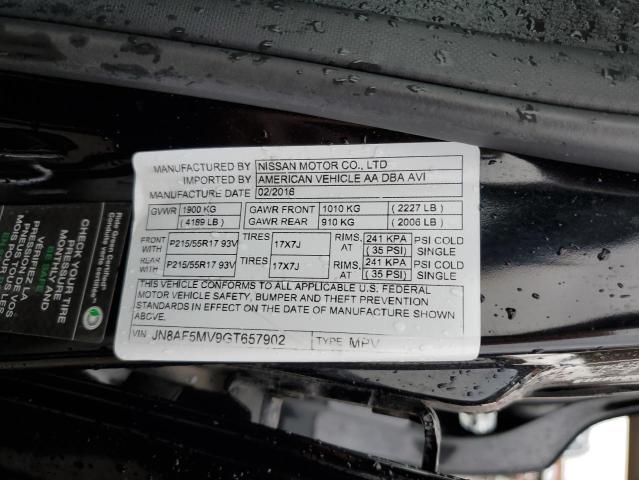 MANUFACTURED BY NISSAN MOTOR CO., LTD
IMPORTED BY AMERICAN VEHICLE AA DBA AVI
MANUFACTURE DATE 02/2016
GVWR 1900 KG GAWR FRONT 1010 KG ( 2227 LB )
( 4189 LB ) GAWR REAR 910 KG ( 2006 LB )
FRONT WITH P215/55R17 93V TIRES 17X7J RIMS. AT 241 KPA ( 35 PSI ) PSI COLD SINGLE
REAR WITH P215/55R17 93V TIRES 17X7J RIMS. AT 241 KPA ( 35 PSI ) PSI COLD SINGLE
THIS VEHICLE CONFORMS TO ALL APPLICABLE U.S. FEDERAL
MOTOR VEHICLE SAFETY, BUMPER AND THEFT PREVENTION
STANDARDS IN EFFECT ON THE DATE OF MANUFACTURE SHOWN
ABOVE.
VIN JN8AF5MV9GT657902 TYPE MPV
Ride Green Certified
CHECK YOUR TIRE
PRESSURE
MONTHLY AND